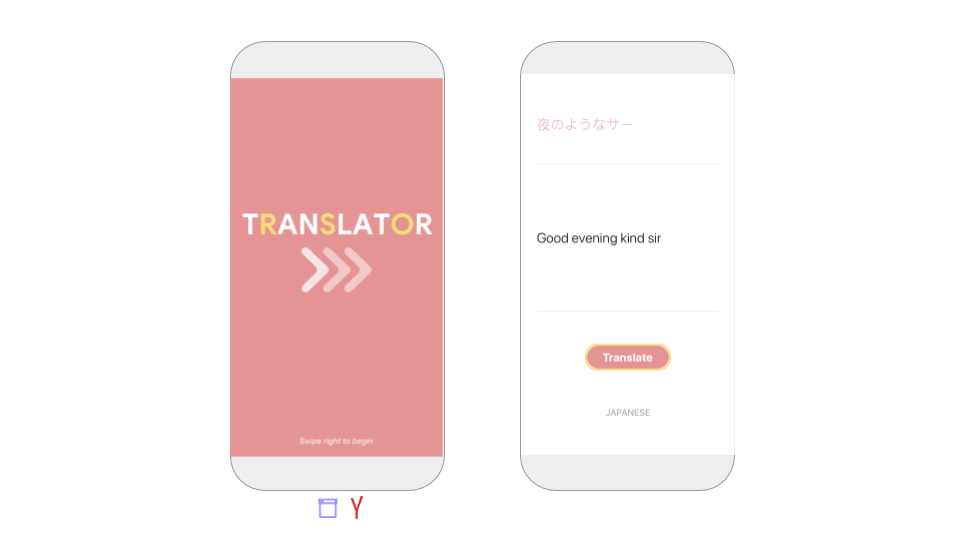 TRANSLATOR
Swipe right to begin
夜のようなサー
Good evening kind sir
Translate
JAPANESE